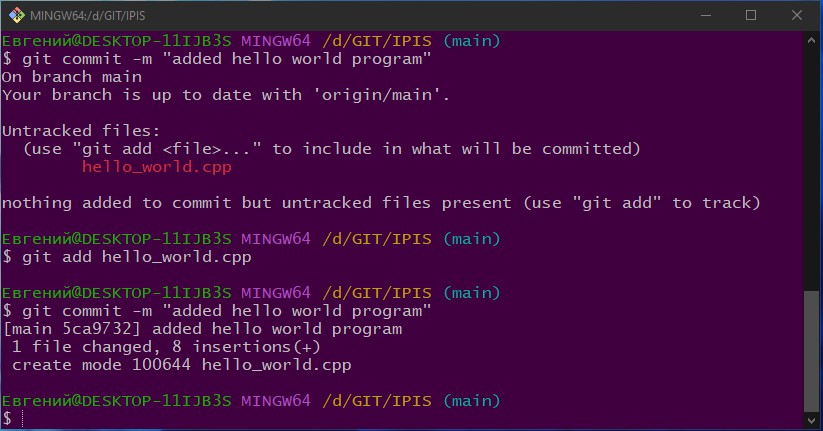 MINGW64:/d/GIT/IPIS
Евгений@DESKTOP-11IJB3S MINGW64 /d/GIT/IPIS (main)
$ git commit -m "added hello world program"
On branch main
Your branch is up to date with 'origin/main'.
Untracked files:
  (use "git add <file>..." to include in what will be committed)
        hello_world.cpp
nothing added to commit but untracked files present (use "git add" to track)
Евгений@DESKTOP-11IJB3S MINGW64 /d/GIT/IPIS (main)
$ git add hello_world.cpp
Евгений@DESKTOP-11IJB3S MINGW64 /d/GIT/IPIS (main)
$ git commit -m "added hello world program"
[main 5ca9732] added hello world program
 1 file changed, 8 insertions(+)
 create mode 100644 hello_world.cpp
Евгений@DESKTOP-11IJB3S MINGW64 /d/GIT/IPIS (main)
$